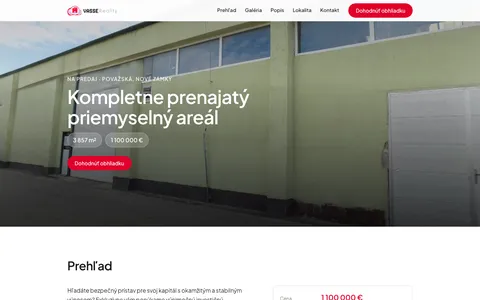 VASSE Reality
Prehľad Galéria Popis Lokalita Kontakt Dohodnúť obhliadku
NA PREDAJ · POVAŽSKÁ, NOVÉ ZÁMKY
Kompletne prenajatý
priemyselný areál
3 857 m² 1 100 000 €
Dohodnúť obhliadku
Prehľad
Hľadáte bezpečný prístav pre svoj kapitál s okamžitým a stabilným
Cena 1 100 000 €